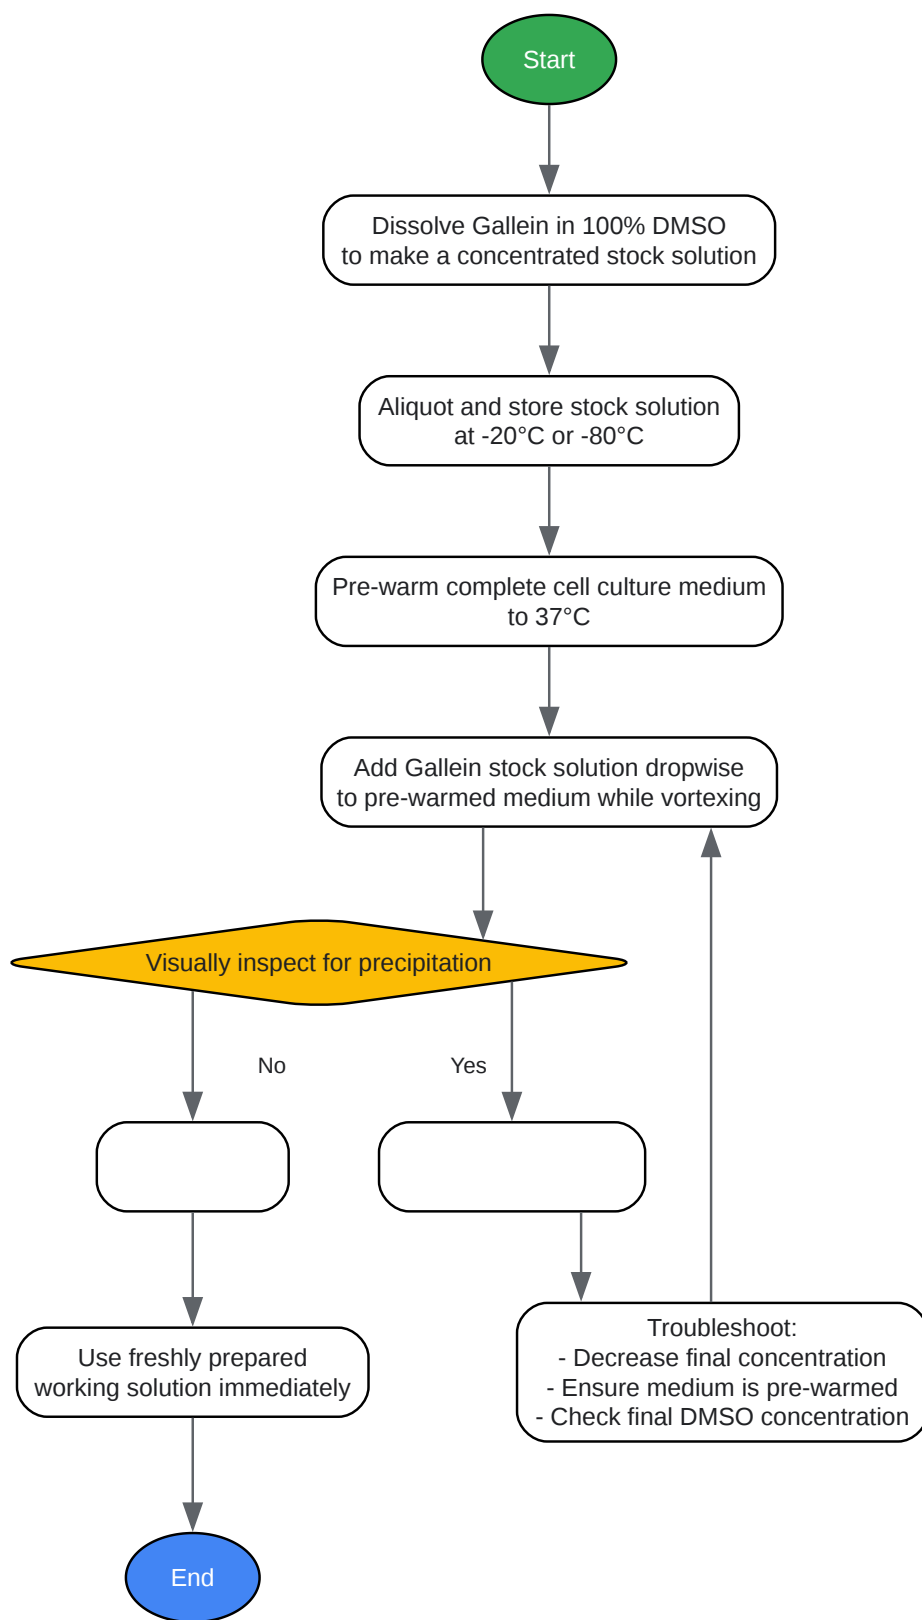 Start
Dissolve Gallein in 100% DMSO
to make a concentrated stock solution
Aliquot and store stock solution
at -20°C or -80°C
Pre-warm complete cell culture medium
to 37°C
Add Gallein stock solution dropwise
to pre-warmed medium while vortexing
Visually inspect for precipitation
No
Yes
Use freshly prepared
working solution immediately
Troubleshoot:
- Decrease final concentration
- Ensure medium is pre-warmed
- Check final DMSO concentration
End